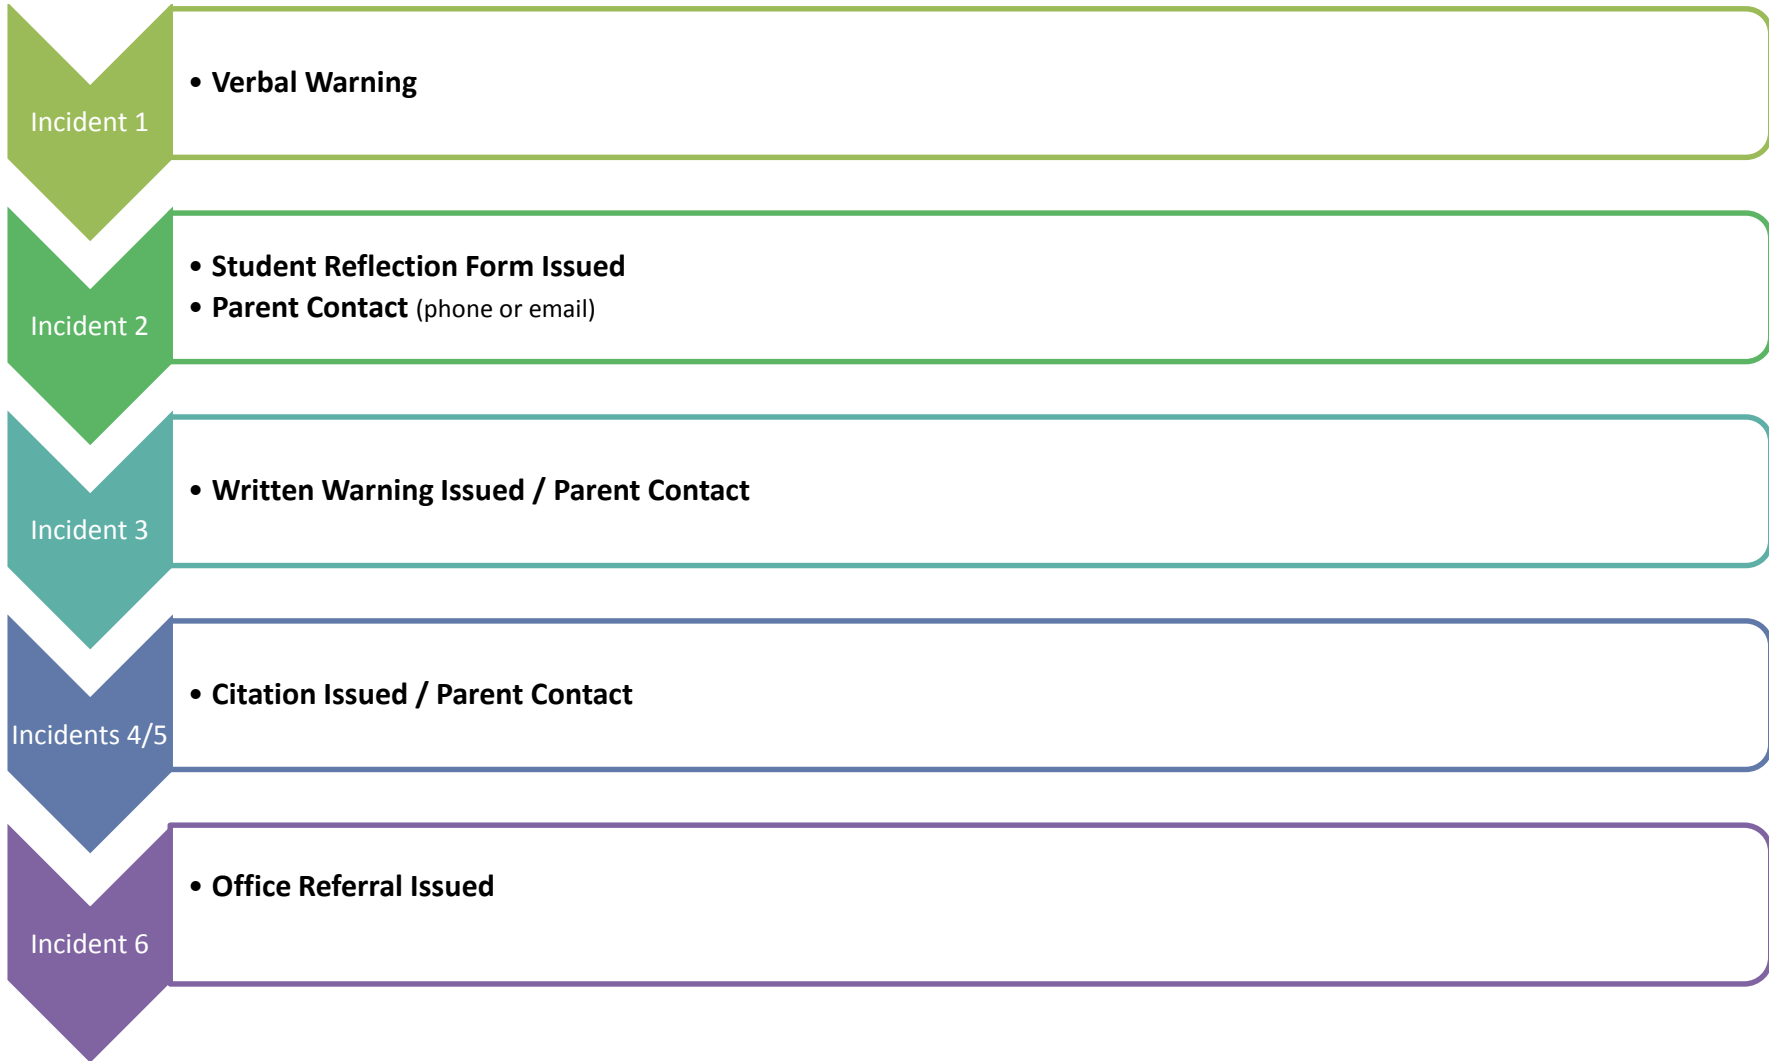 Incident 1
• Verbal Warning
Incident 2
• Student Reflection Form Issued
• Parent Contact (phone or email)
Incident 3
• Written Warning Issued / Parent Contact
Incidents 4/5
• Citation Issued / Parent Contact
Incident 6
• Office Referral Issued